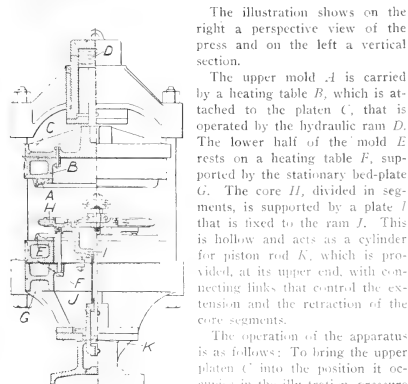 D
C
B
A
H
E
I
F
J
G
K
The illustration shows on the
right a perspective view of the
press and on the left a vertical
section.
The upper mold A is carried
by a heating table B, which is at-
tached to the platen C, that is
operated by the hydraulic ram D.
The lower half of the mold E
rests on a heating table F, sup-
ported by the stationary bed-plate
G. The core H, divided in seg-
ments, is supported by a plate I
that is fixed to the ram J. This
is hollow and acts as a cylinder
for piston rod K, which is pro-
vided, at its upper end, with con-
necting links that control the ex-
tension and the retraction of the
core segments.
The operation of the apparatus
is as follows: To bring the upper
platen C into the position it oc-
in the